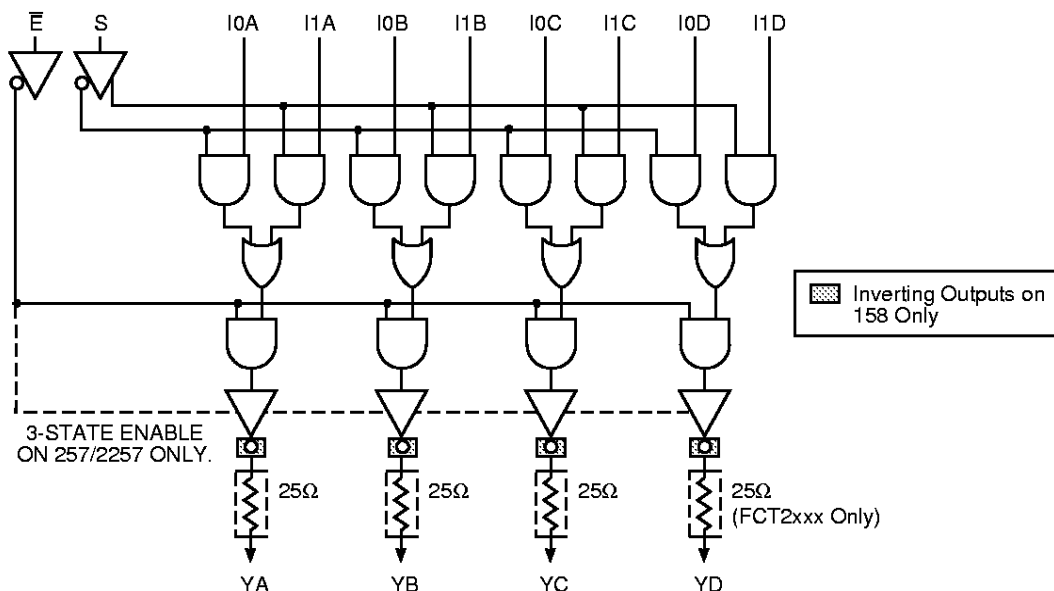 E̅ S I0A I1A I0B I1B I0C I1C I0D I1D
Inverting Outputs on
158 Only
3-STATE ENABLE
ON 257/2257 ONLY.
25Ω 25Ω 25Ω 25Ω
(FCT2xxx Only)
YA YB YC YD